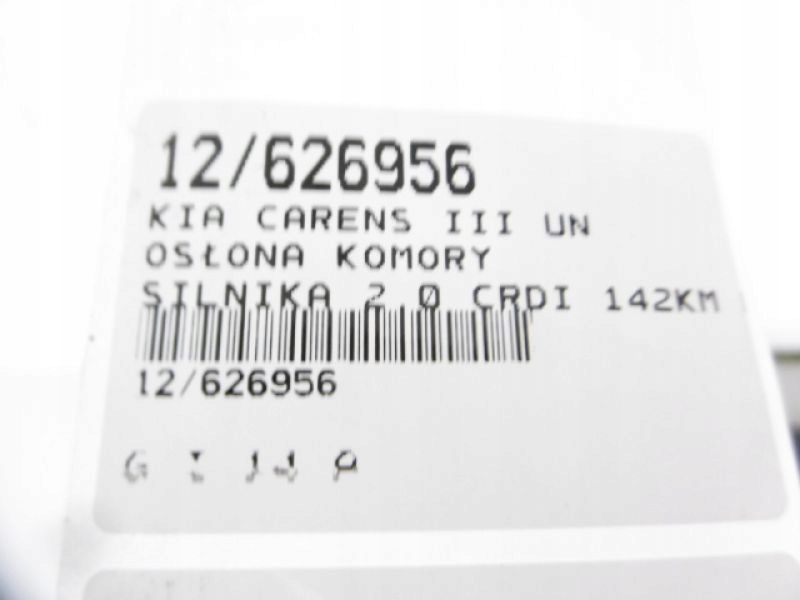 12/626956
KIA CARENS III UN
OSŁONA KOMORY
SILNIKA 2.0 CRDI 142KM
12/626956